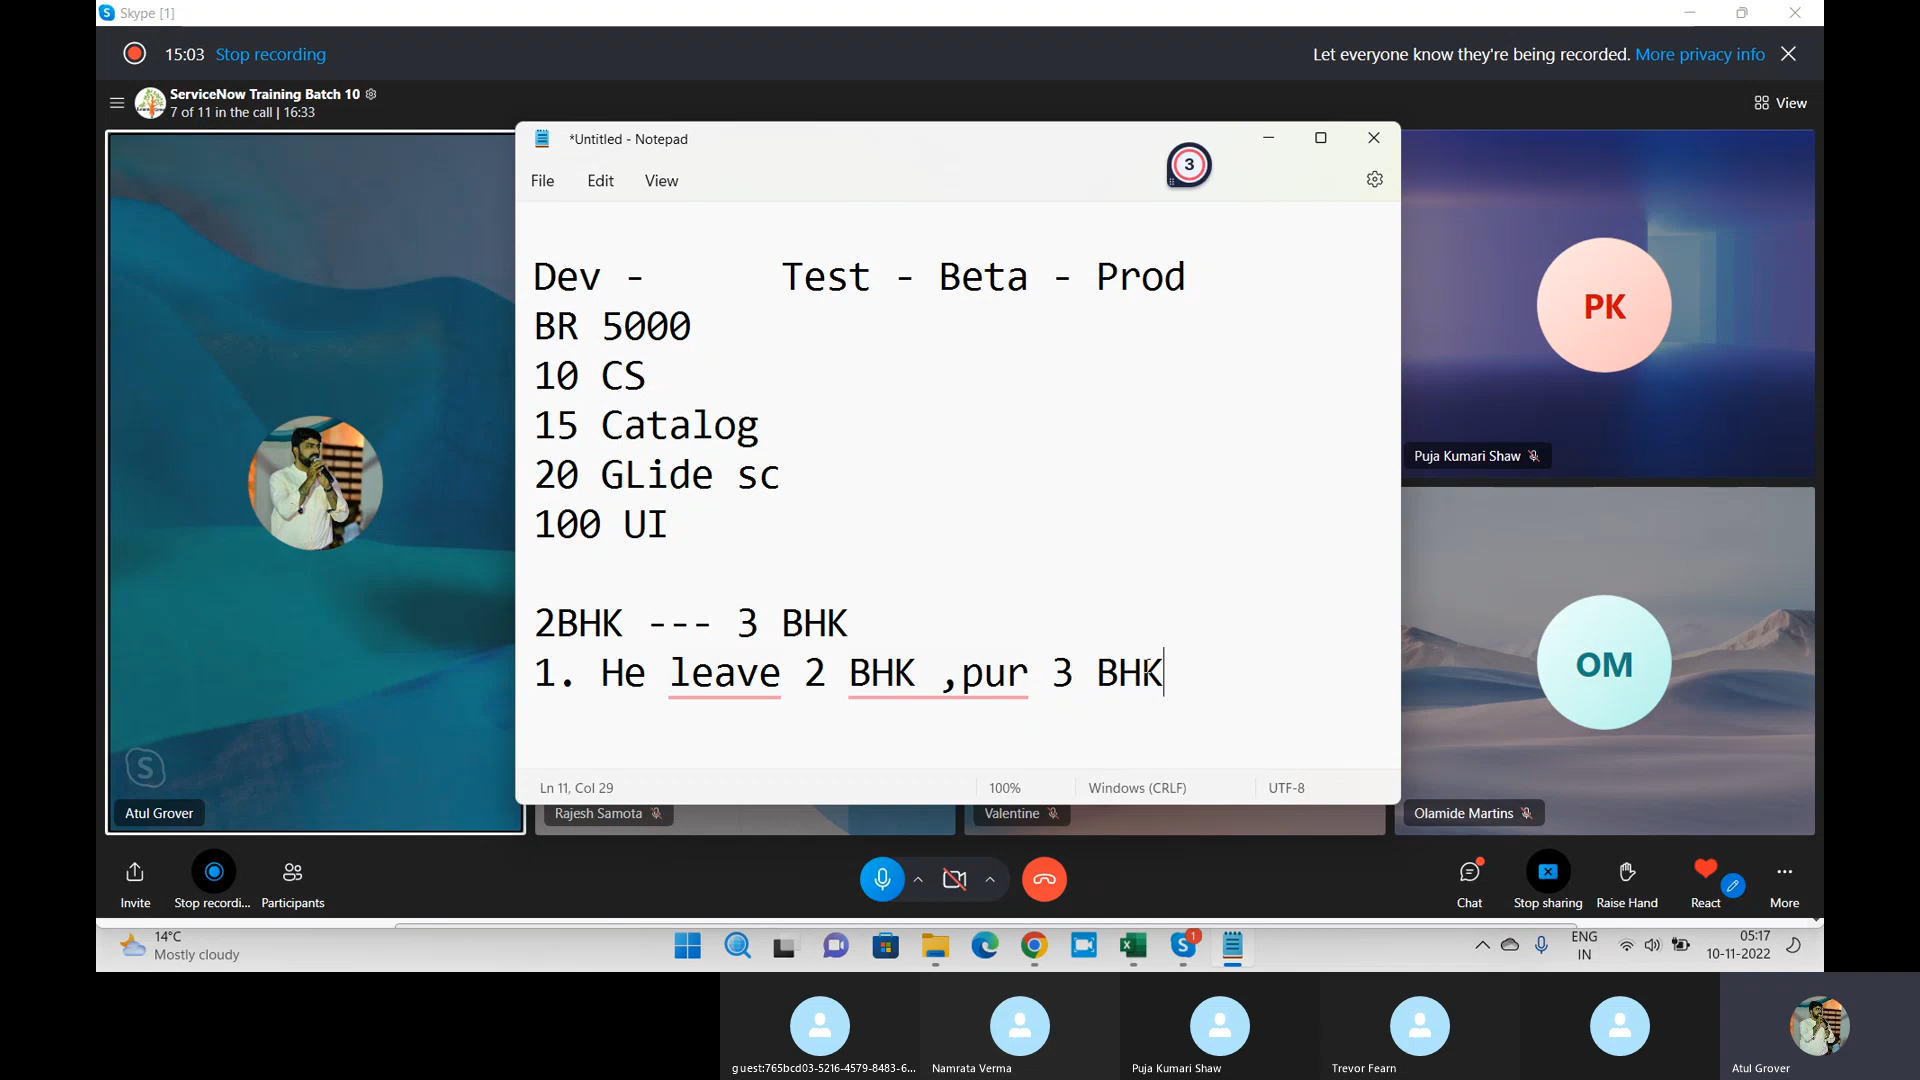 Skype [1]
15:03 Stop recording
Let everyone know they're being recorded. More privacy info
ServiceNow Training Batch 10
7 of 11 in the call | 16:33
View
*Untitled - Notepad
3
File Edit View
Dev - Test - Beta - Prod
BR 5000
10 CS
15 Catalog
20 GLide sc
100 UI
2BHK --- 3 BHK
1. He leave 2 BHK ,pur 3 BHK
Ln 11, Col 29
100%
Windows (CRLF)
UTF-8
PK
Puja Kumari Shaw
OM
Olamide Martins
Atul Grover
Rajesh Samota
Valentine
Invite
Stop recordi...
Participants
Chat
Stop sharing
Raise Hand
React
More
14°C
Mostly cloudy
1
ENG
IN
05:17
10-11-2022
guest:765bcd03-5216-4579-8483-6...
Namrata Verma
Puja Kumari Shaw
Trevor Fearn
Atul Grover